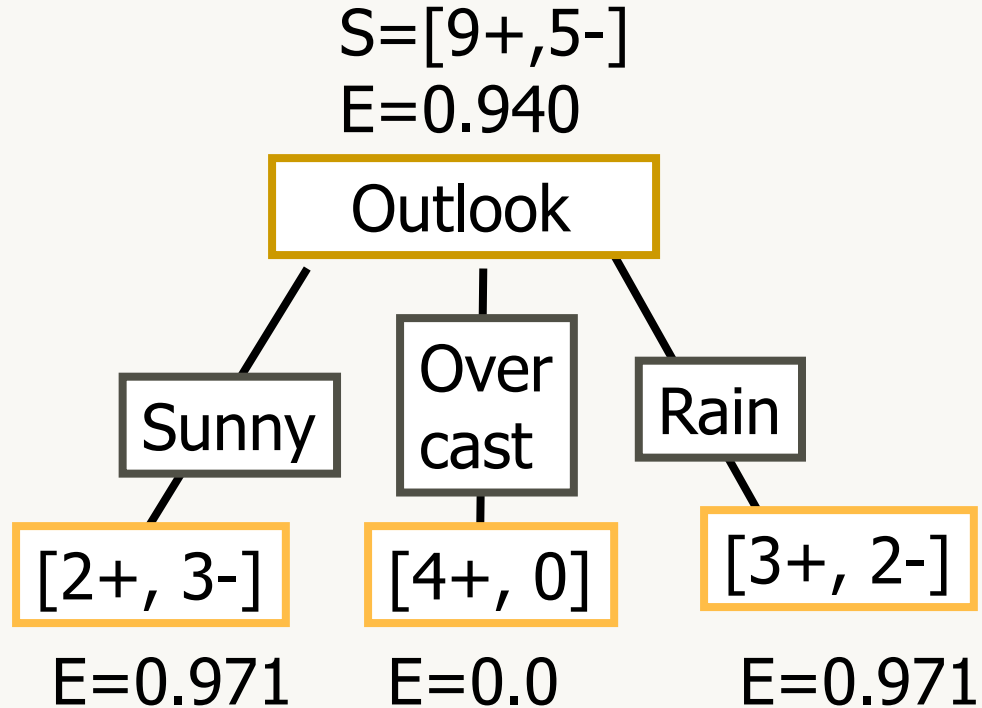 S=[9+,5-]
E=0.940
Outlook
Sunny
Over
cast
Rain
[2+, 3-]
[4+, 0]
[3+, 2-]
E=0.971
E=0.0
E=0.971